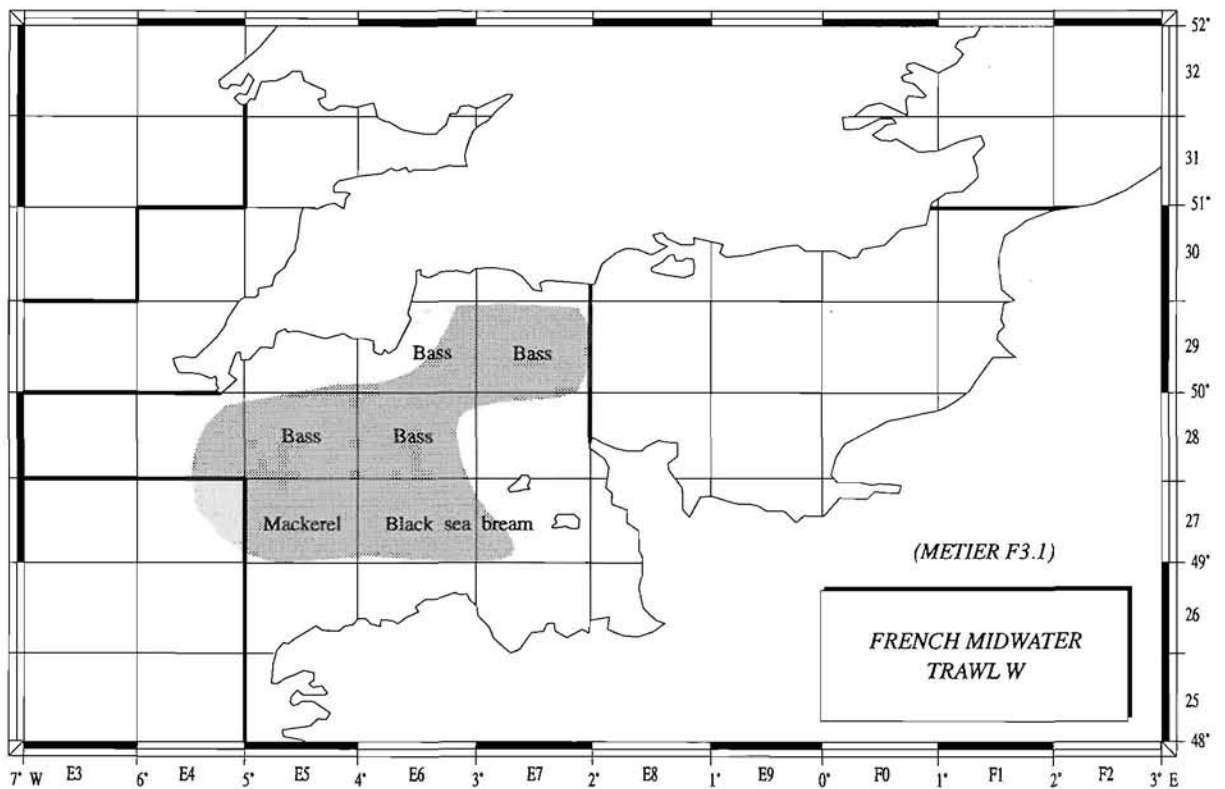 52°
32
31
51°
30
Bass Bass
29
50°
Bass Bass
28
Mackerel Black sea bream
27
(METIER F3.1)
49°
26
FRENCH MIDWATER
TRAWL W
25
48°
7° W E3 6° E4 5° E5 4° E6 3° E7 2° E8 1° E9 0° F0 1° F1 2° F2 3° E